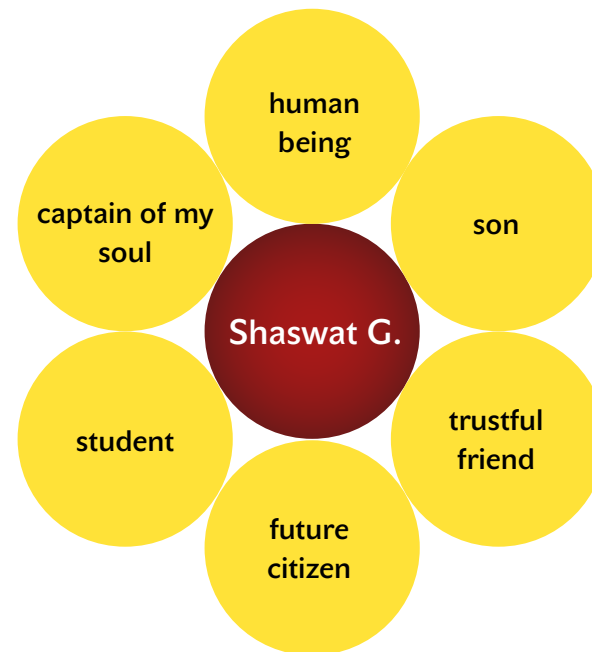 human
being
captain of my
soul
son
Shaswat G.
student
trustful
friend
future
citizen